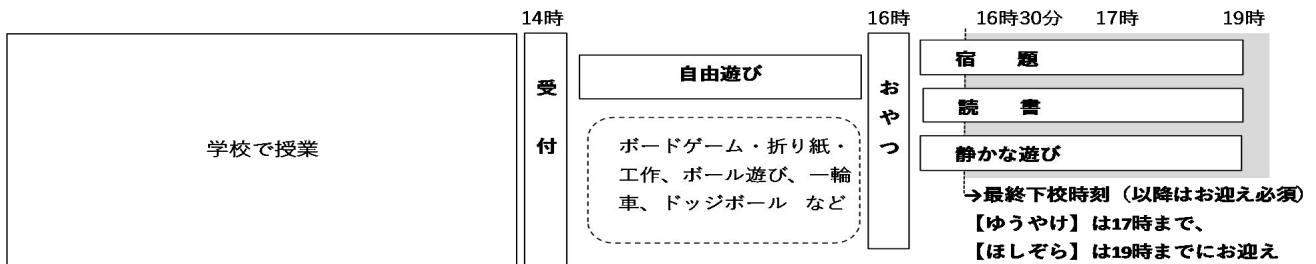 14時
16時
16時30分
17時
19時
学校で授業
受付
自由遊び
ボードゲーム・折り紙・
工作、ボール遊び、一輪
車、ドッジボール　など
おやつ
宿　題
読　書
静かな遊び
→最終下校時刻（以降はお迎え必須）
【ゆうやけ】は17時まで、
【ほしぞら】は19時までにお迎え